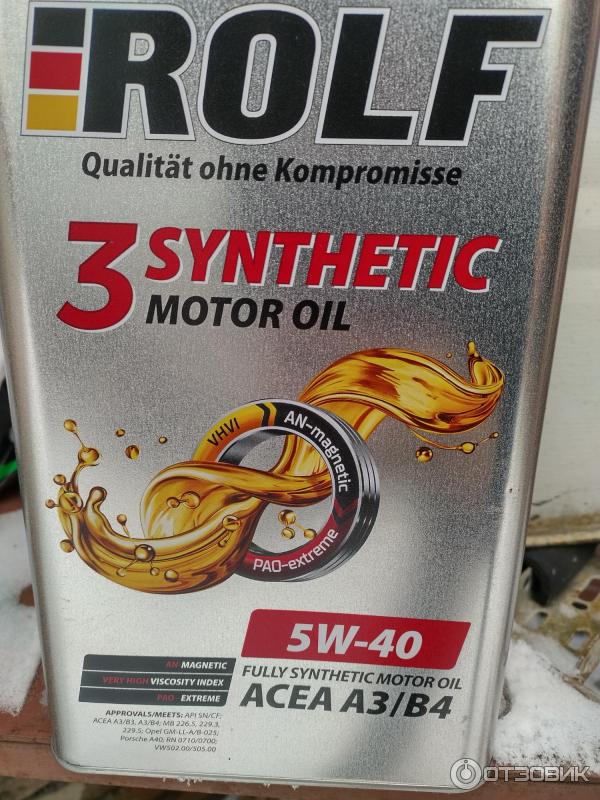 ROLF
Qualität ohne Kompromisse
3 SYNTHETIC
MOTOR OIL
VHVI
AN-magnetic
PAO-extreme
5W-40
FULLY SYNTHETIC MOTOR OIL
ACEA A3/B4
AN MAGNETIC
VERY HIGH VISCOSITY INDEX
PAO - EXTREME
APPROVALS/MEETS: API SN/CF;
ACEA A3/B3, A3/B4; MB 226.5, 229.3,
229.5; Opel GM-LL-A/B-025;
Porsche A40; RN 0710/0700;
VW502.00/505.00
ОТЗОВИК